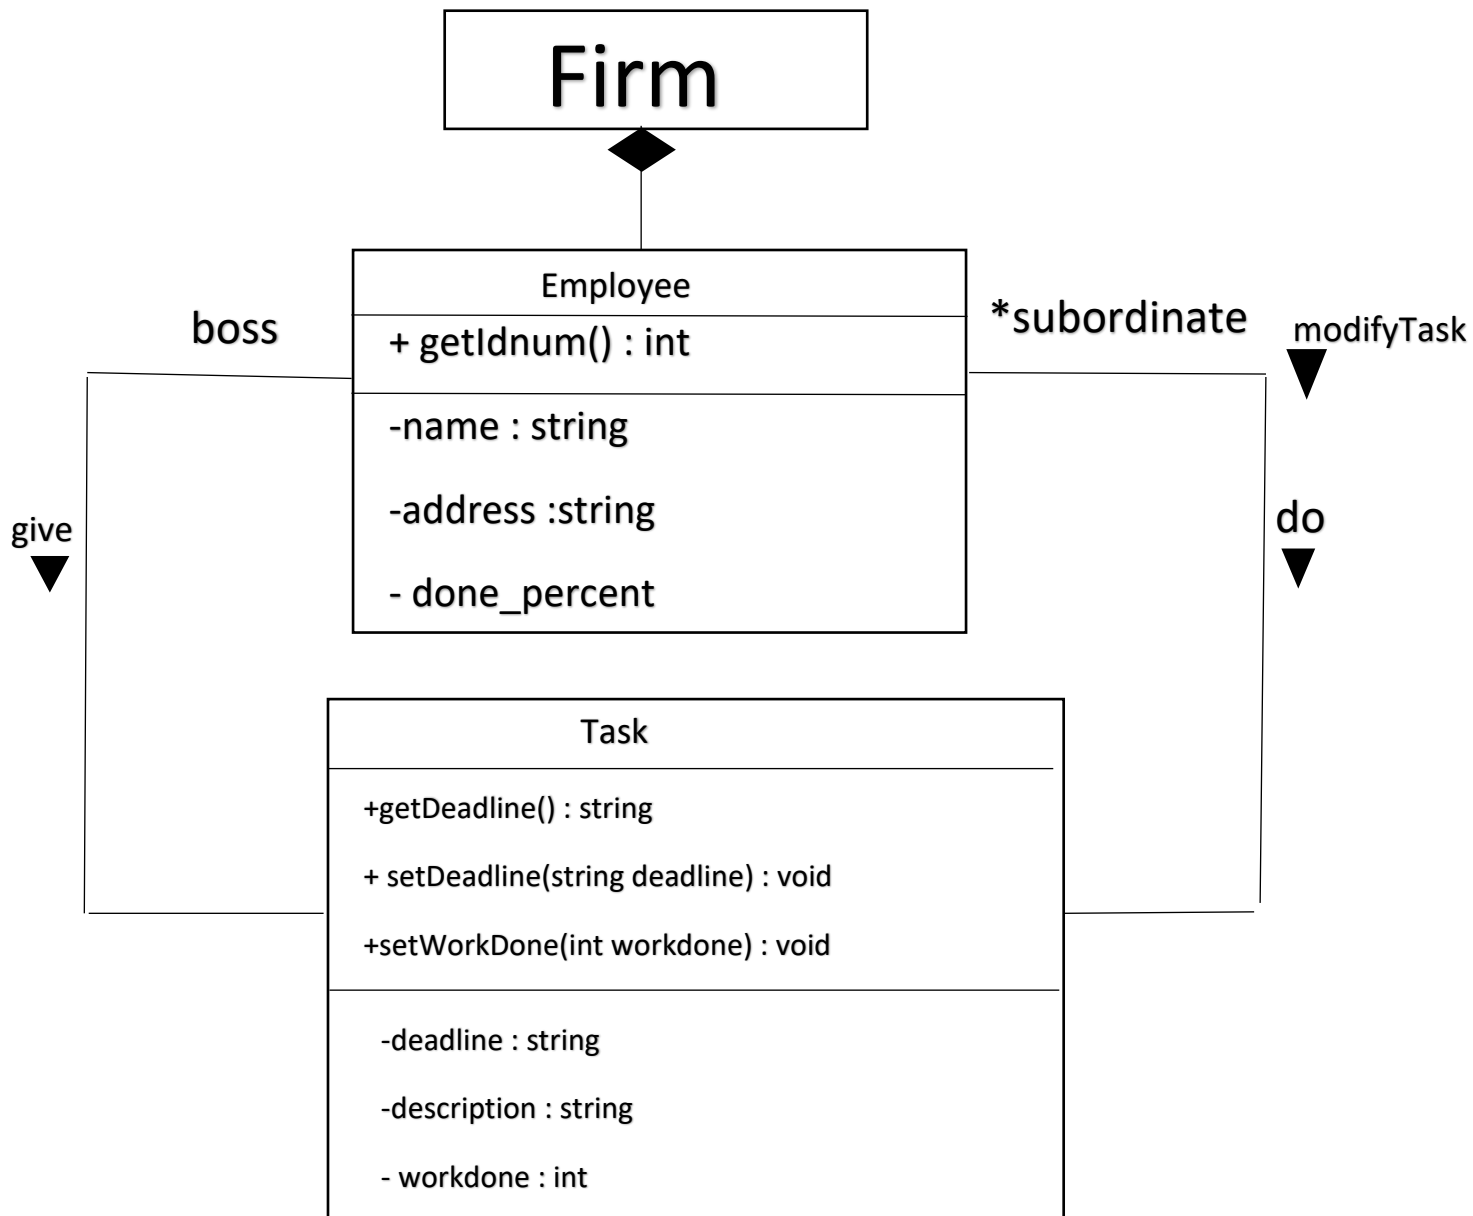 Firm
Employee
boss
+ getIdnum() : int
*subordinate
modifyTask
-name : string
-address :string
give
do
- done_percent
Task
+getDeadline() : string
+ setDeadline(string deadline) : void
+setWorkDone(int workdone) : void
-deadline : string
-description : string
- workdone : int